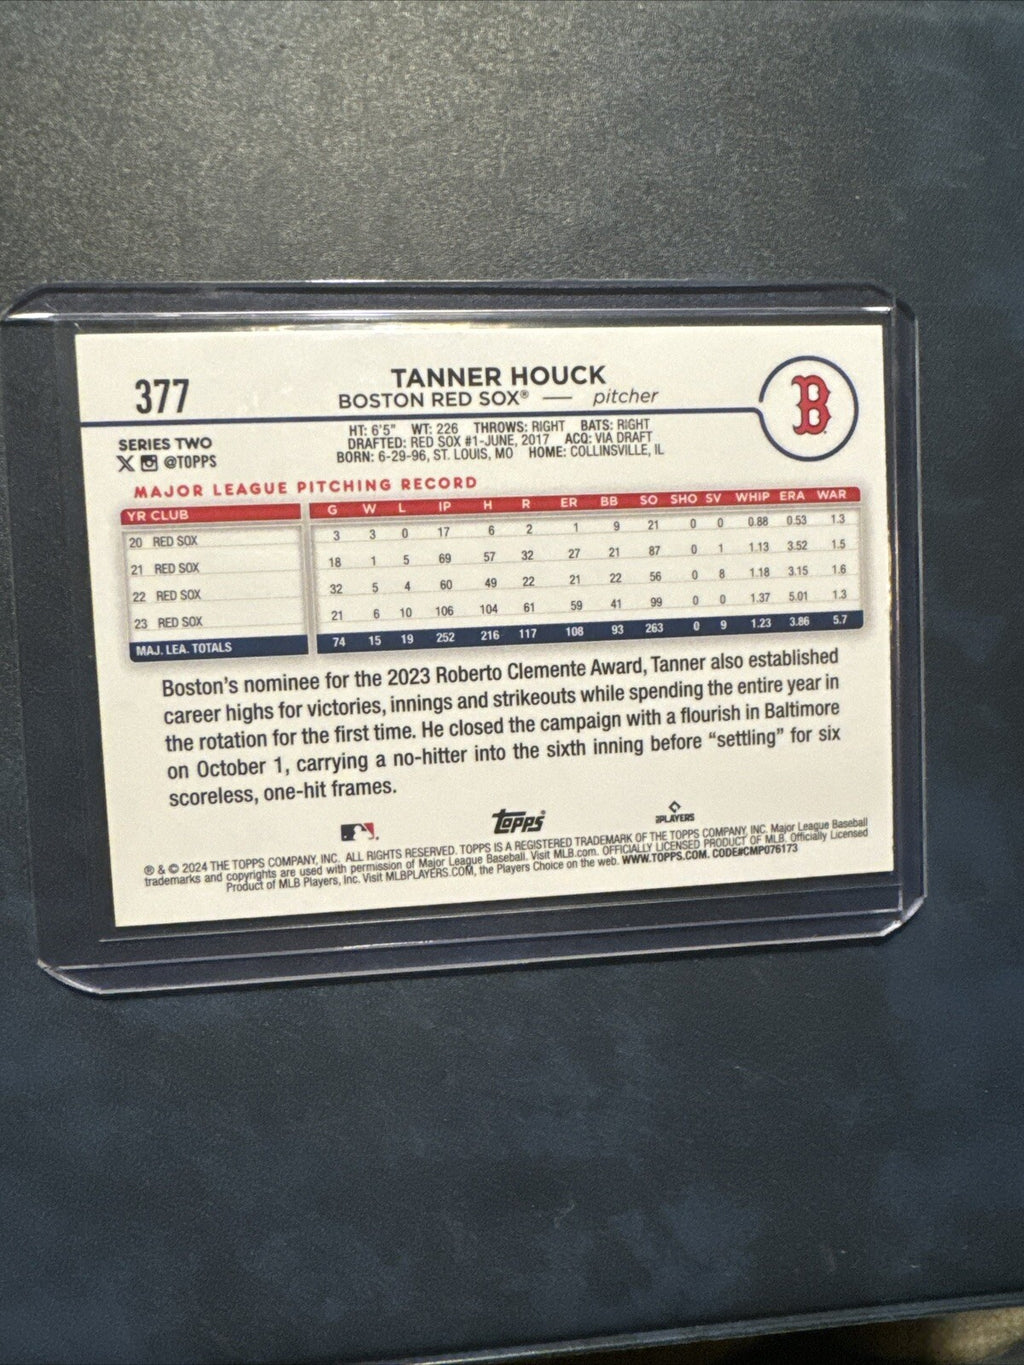 377
TANNER HOUCK
BOSTON RED SOX® — pitcher
B
SERIES TWO
X @TOPPS
HT: 6'5" WT: 226 THROWS: RIGHT BATS: RIGHT
DRAFTED: RED SOX #1-JUNE, 2017 ACQ: VIA DRAFT
BORN: 6-29-96, ST. LOUIS, MO HOME: COLLINSVILLE, IL
MAJOR LEAGUE PITCHING RECORD
YR CLUB G W L IP H R ER BB SO SHO SV WHIP ERA WAR
20 RED SOX 3 3 0 17 6 2 1 9 21 0 0 0.88 0.53 1.3
21 RED SOX 18 1 5 69 57 32 27 21 87 0 1 1.13 3.52 1.5
22 RED SOX 32 5 4 60 49 22 21 22 56 0 8 1.18 3.15 1.6
23 RED SOX 21 6 10 106 104 61 59 41 99 0 0 1.37 5.01 1.3
MAJ. LEA. TOTALS 74 15 19 252 216 117 108 93 263 0 9 1.23 3.86 5.7
Boston's nominee for the 2023 Roberto Clemente Award, Tanner also established
career highs for victories, innings and strikeouts while spending the entire year in
the rotation for the first time. He closed the campaign with a flourish in Baltimore
on October 1, carrying a no-hitter into the sixth inning before “settling” for six
scoreless, one-hit frames.
Topps®
PLAYERS
® & © 2024 THE TOPPS COMPANY, INC. ALL RIGHTS RESERVED. TOPPS IS A REGISTERED TRADEMARK OF THE TOPPS COMPANY, INC. Major League Baseball
trademarks and copyrights are used with permission of Major League Baseball. Visit MLB.com. OFFICIALLY LICENSED PRODUCT OF MLB. Officially Licensed
Product of MLB Players, Inc. Visit MLBPLAYERS.COM, the Players Choice on the web. WWW.TOPPS.COM. CODE#CMP076173